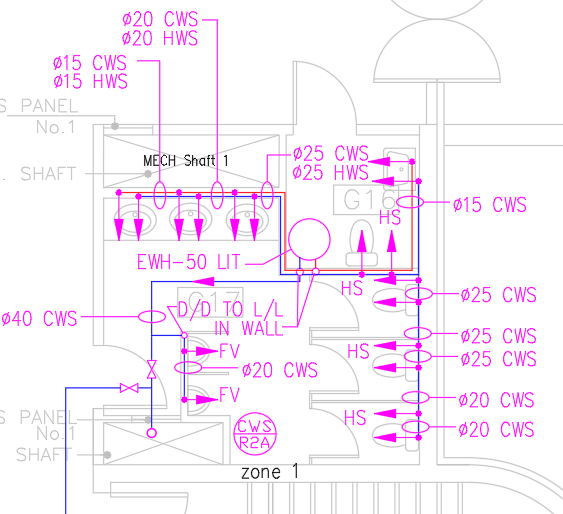 ø20 CWS
ø20 HWS
ø15 CWS
ø15 HWS
S PANEL
No.1
MECH Shaft 1
. SHAFT
ø25 CWS
ø25 HWS
G16
HS
ø15 CWS
EWH-50 LIT
HS
ø25 CWS
G17
D/D TO L/L
IN WALL
ø40 CWS
ø25 CWS
FV
HS
ø25 CWS
ø20 CWS
FV
ø20 CWS
S PANEL
No.1
HS
CWS
R2A
ø20 CWS
SHAFT
zone 1